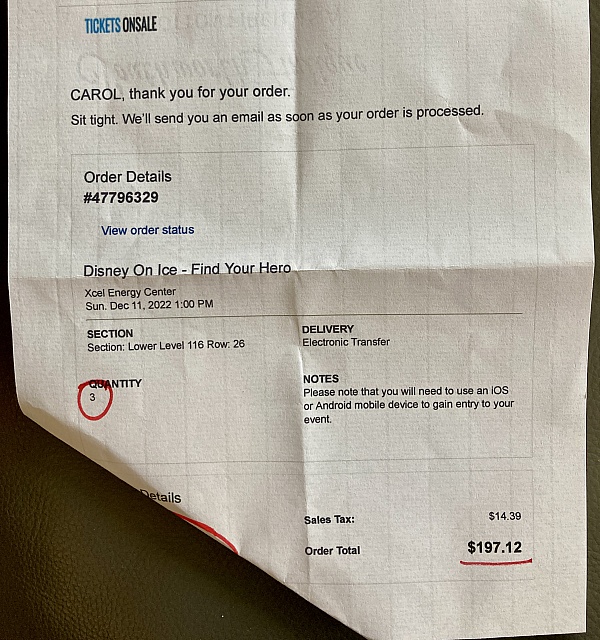 TICKETS ONSALE
CAROL, thank you for your order.
Sit tight. We'll send you an email as soon as your order is processed.
Order Details
#47796329
View order status
Disney On Ice - Find Your Hero
Xcel Energy Center
Sun. Dec 11, 2022 1:00 PM
SECTION
Section: Lower Level 116 Row: 26
DELIVERY
Electronic Transfer
QUANTITY
3
NOTES
Please note that you will need to use an iOS
or Android mobile device to gain entry to your
event.
Details
Sales Tax: $14.39
Order Total $197.12